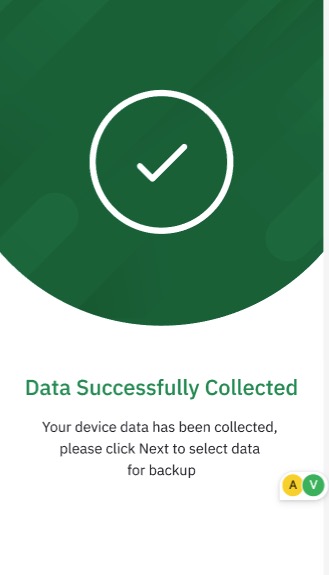 Data Successfully Collected
Your device data has been collected,
please click Next to select data
for backup
A V